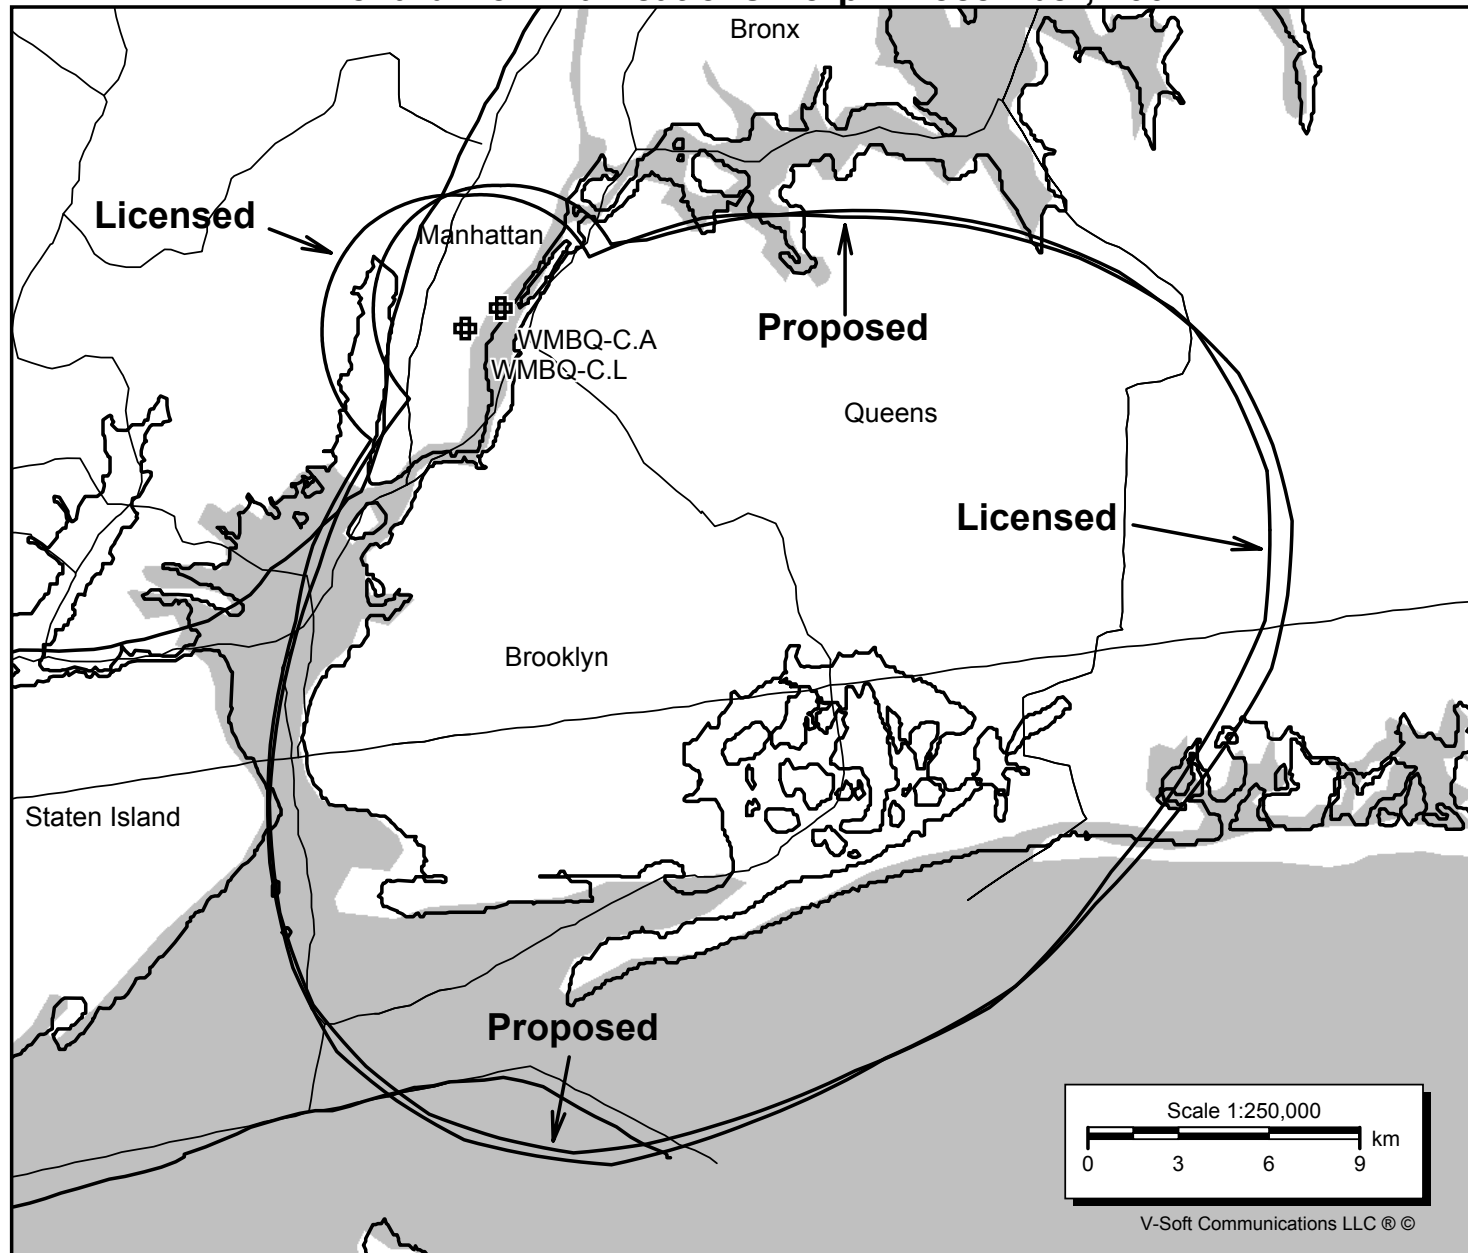 Bronx
Licensed
Manhattan
WMBQ-C.A
WMBQ-C.L
Proposed
Queens
Licensed
Brooklyn
Staten Island
Proposed
Scale 1:250,000
km
0 3 6 9
V-Soft Communications LLC ® ©